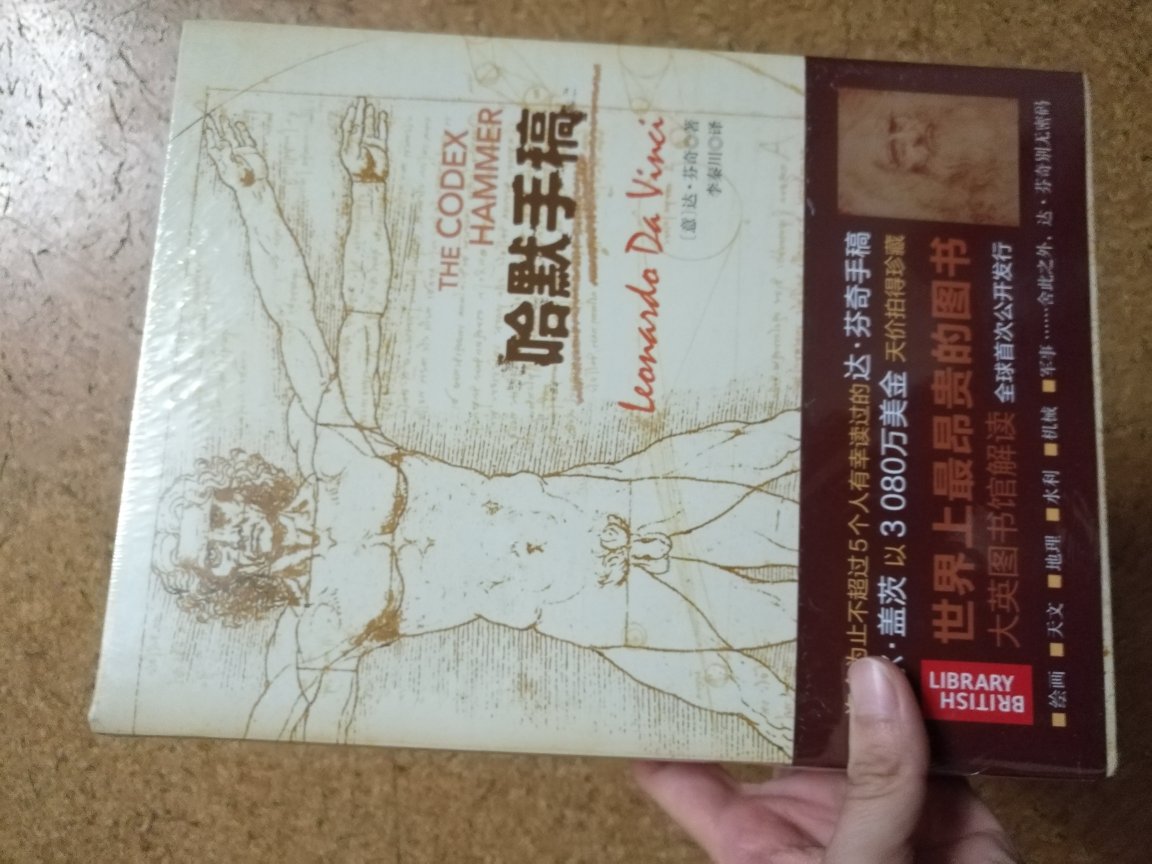 THE CODEX
HAMMER
哈默手稿
Leonardo Da Vinci
［意］达·芬奇◎著
李秦川◎译
为止不超过5个人有幸读过的达·芬奇手稿
·盖茨 以 3 080万美金 天价拍得珍藏
世界上最昂贵的图书
大英图书馆解读 全球首次公开发行
BRITISH
LIBRARY
■绘画 ■天文 ■地理 ■水利 ■机械 ■军事……舍此之外，达·芬奇别无密码